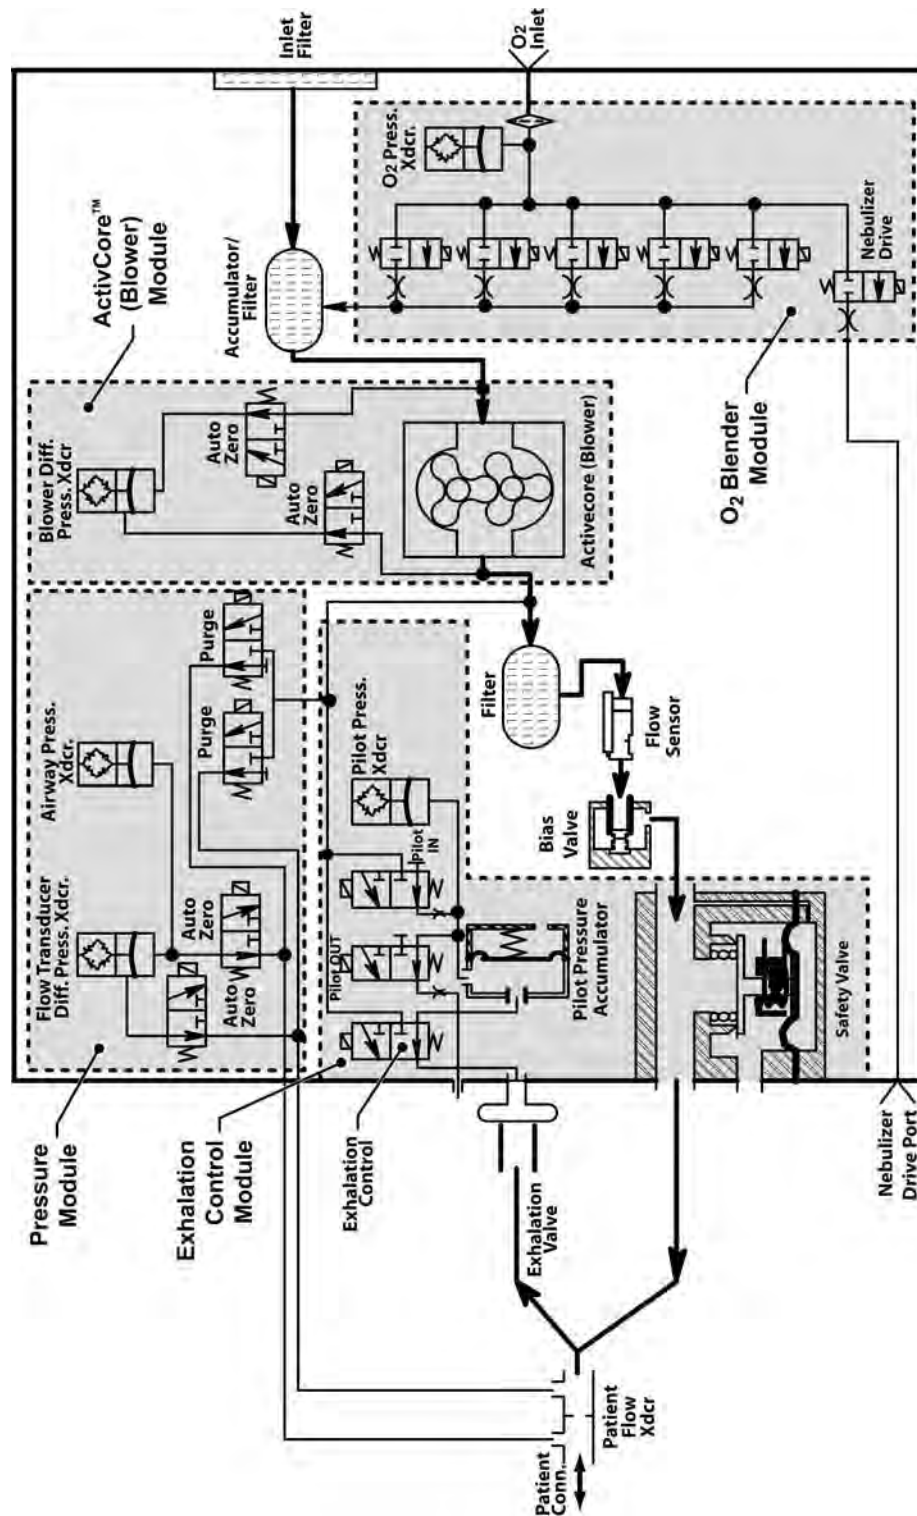 Inlet
Filter
O2
Inlet
ActivCore™
(Blower)
Module
Accumulator/
Filter
O2 Press.
Xdcr.
Nebulizer
Drive
O2 Blender
Module
Blower Diff.
Press. Xdcr
Auto
Zero
Auto
Zero
Activecore (Blower)
Airway Press.
Xdcr.
Purge
Purge
Flow Transducer
Diff. Press. Xdcr.
Auto
Zero
Auto
Zero
Pressure
Module
Pilot Press.
Xdcr
Pilot
IN
Pilot OUT
Filter
Flow
Sensor
Bias
Valve
Pilot Pressure
Accumulator
Safety Valve
Exhalation
Control
Module
Exhalation
Control
Exhalation
Valve
Nebulizer
Drive Port
Patient
Flow
Xdcr
Patient
Conn.